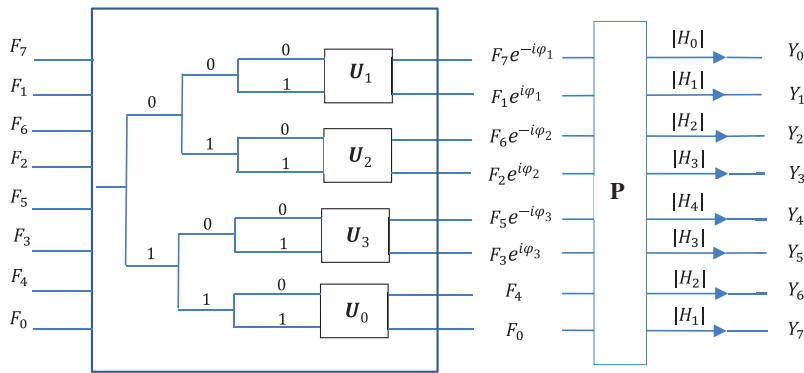 F₇ 0 0 U₁ F₇e^{-iφ₁} |H₀| Y₀
F₁ 0 1 F₁e^{iφ₁} |H₁| Y₁
F₆ 0 U₂ F₆e^{-iφ₂} |H₂| Y₂
F₂ 1 1 F₂e^{iφ₂} |H₃| Y₃
P
F₅ 0 0 U₃ F₅e^{-iφ₃} |H₄| Y₄
F₃ 1 1 F₃e^{iφ₃} |H₃| Y₅
F₄ 1 0 U₀ F₄ |H₂| Y₆
F₀ 1 F₀ |H₁| Y₇